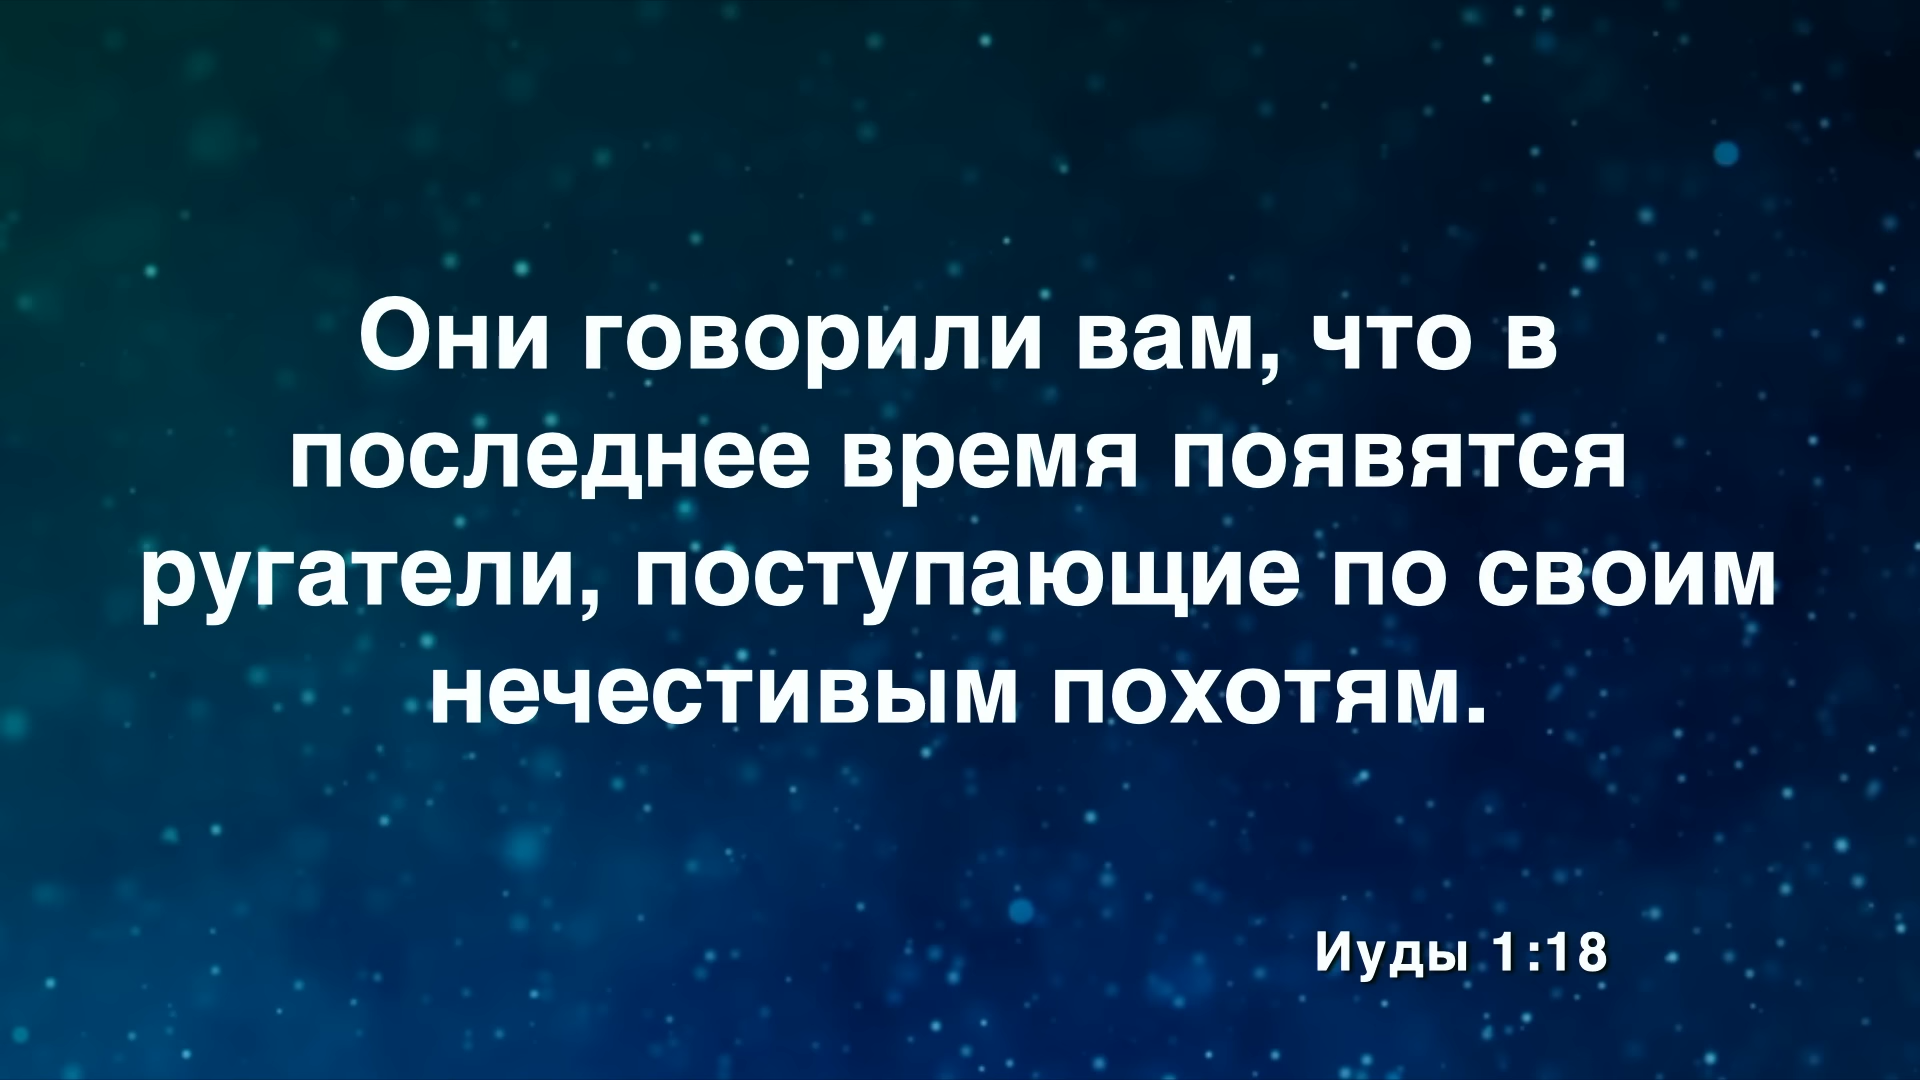 Они говорили вам, что в
последнее время появятся
ругатели, поступающие по своим
нечестивым похотям.
Иуды 1:18